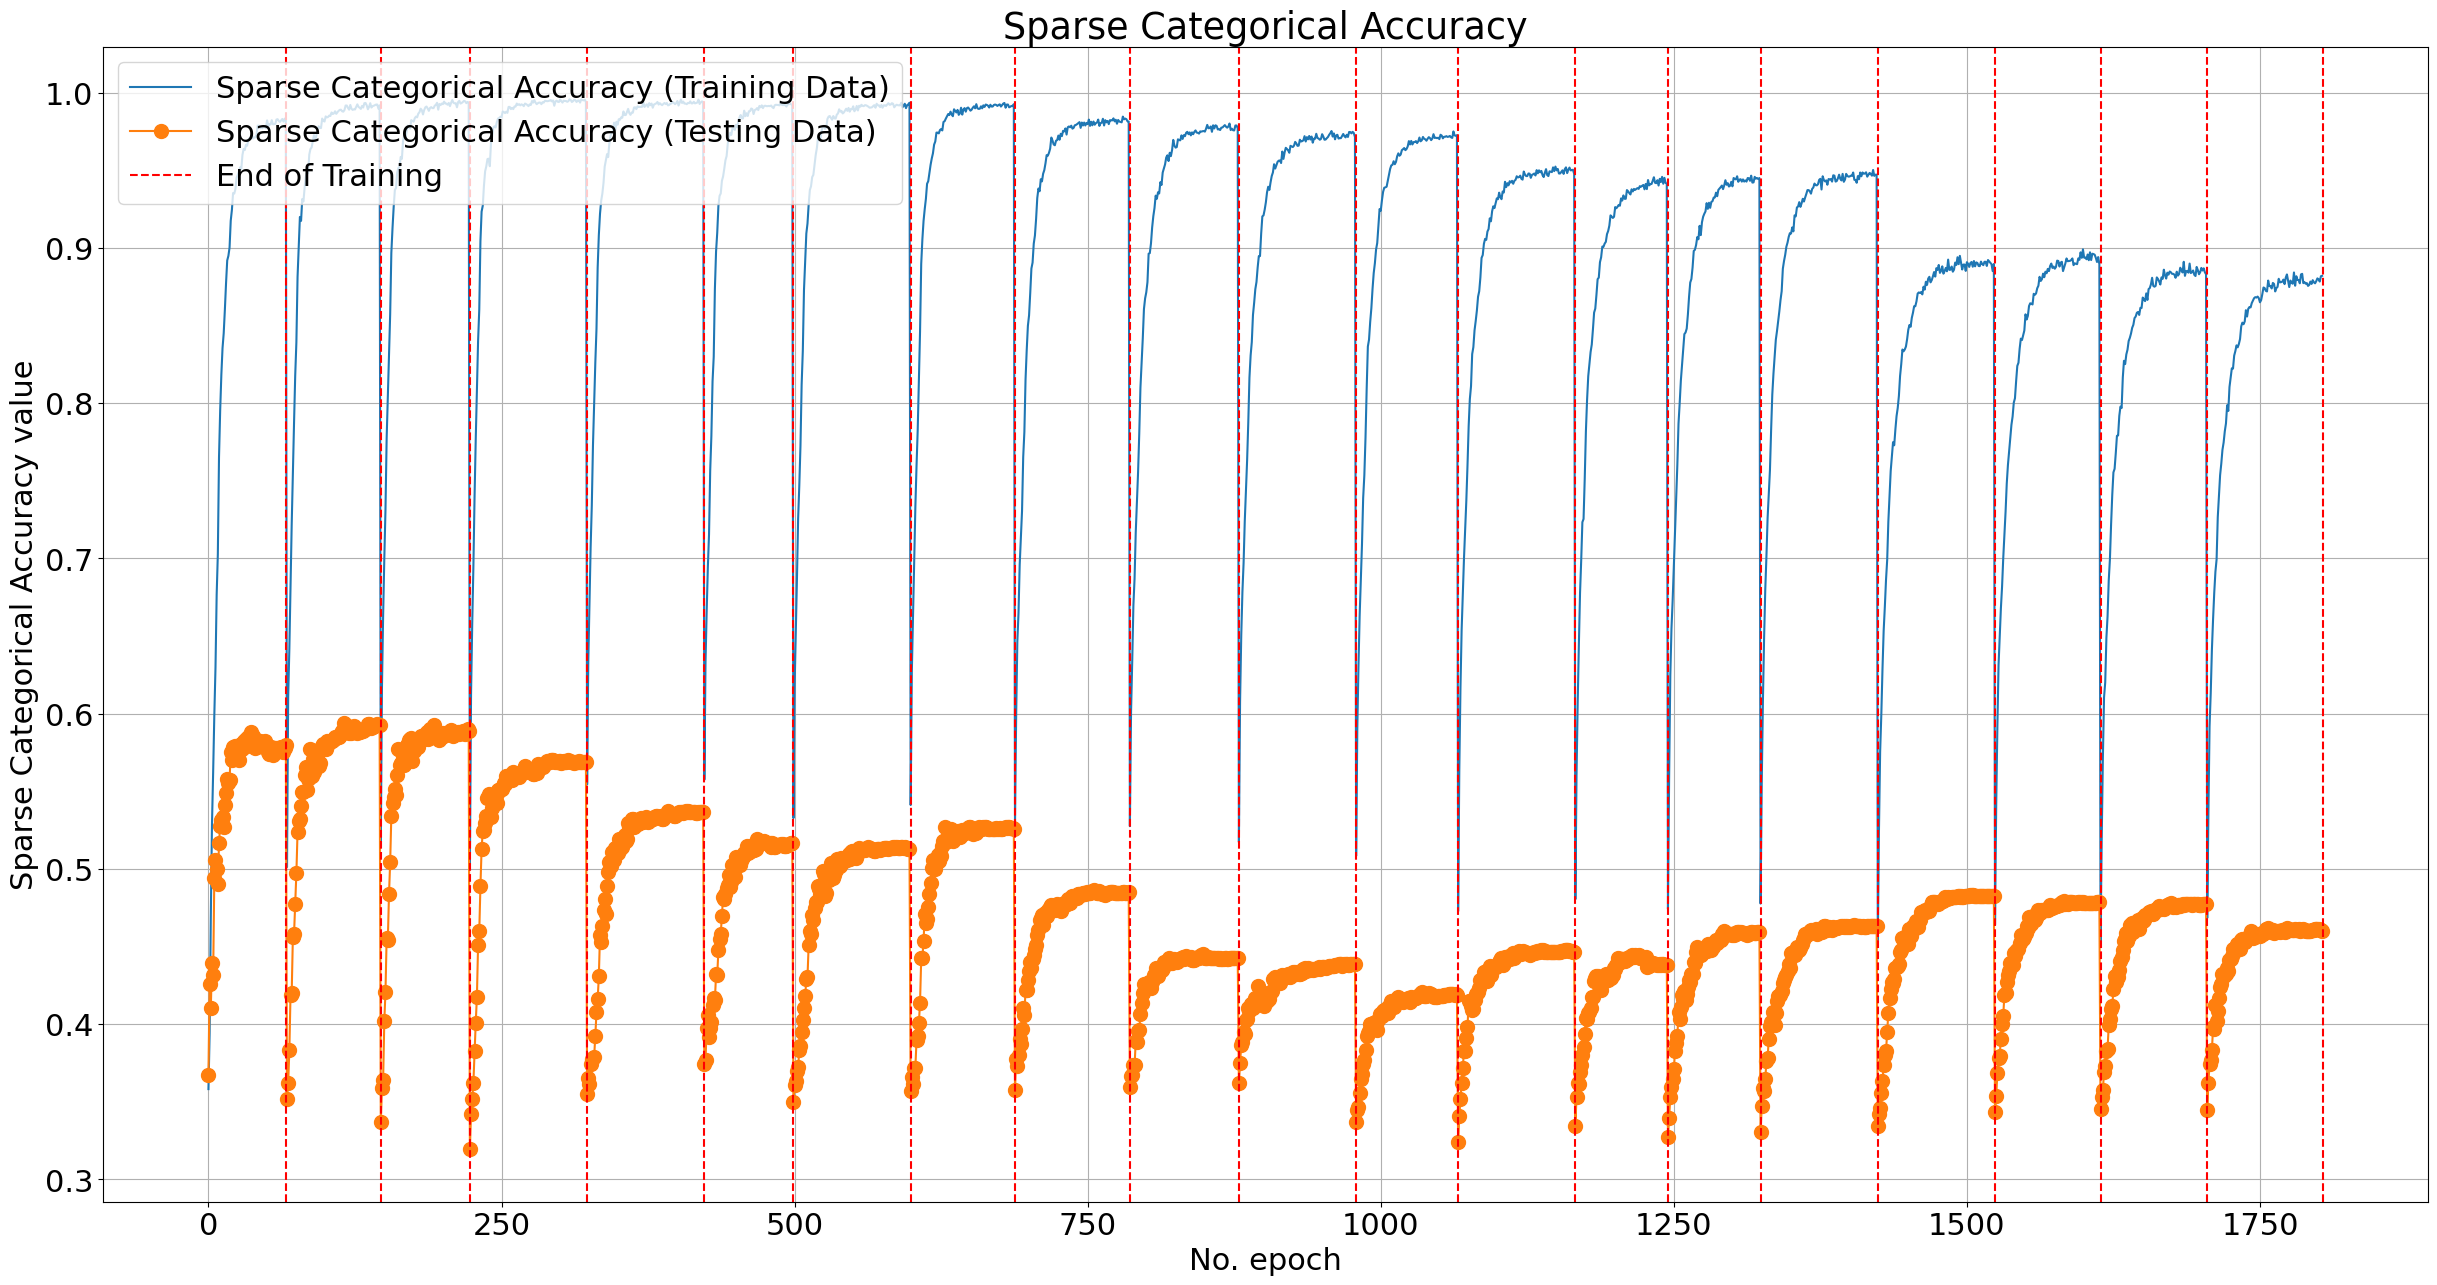 Sparse Categorical Accuracy
Sparse Categorical Accuracy (Training Data)
Sparse Categorical Accuracy (Testing Data)
End of Training
Sparse Categorical Accuracy value
1.0
0.9
0.8
0.7
0.6
0.5
0.4
0.3
0 250 500 750 1000 1250 1500 1750
No. epoch